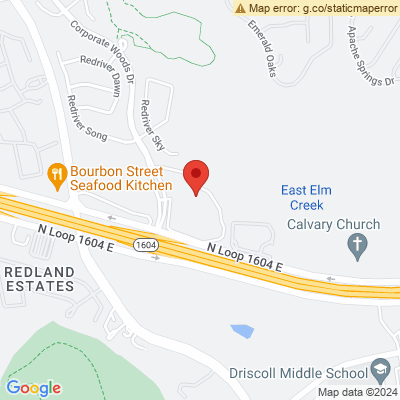 Map error: g.co/staticmaperror
Corporate Woods Dr
Emerald Oaks
Apache Springs Dr
Redriver Dawn
Redriver Sky
Redriver Song
Bourbon Street
Seafood Kitchen
East Elm
Creek
Calvary Church
N Loop 1604 E
1604
N Loop 1604 E
REDLAND
ESTATES
Driscoll Middle School
Google
Map data ©2024